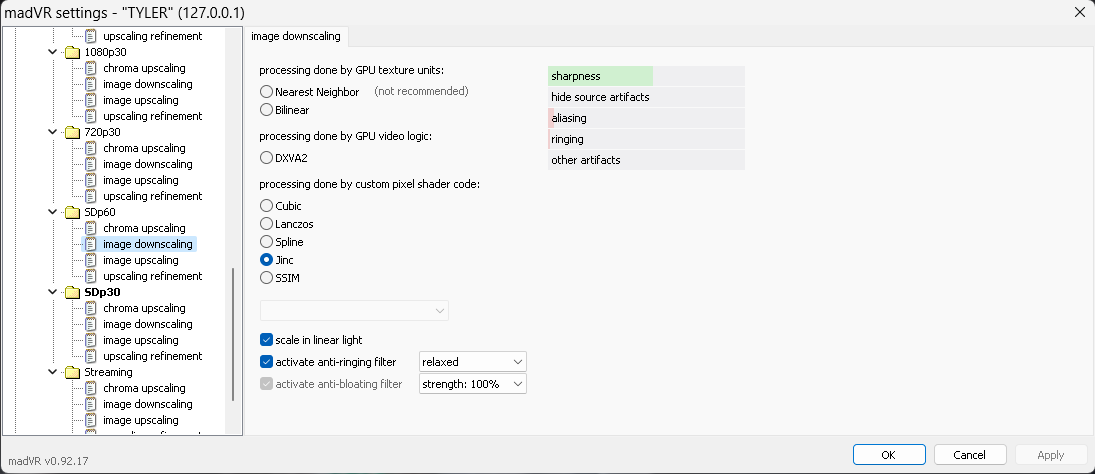 madVR settings - "TYLER" (127.0.0.1)
upscaling refinement
1080p30
chroma upscaling
image downscaling
image upscaling
upscaling refinement
720p30
chroma upscaling
image downscaling
image upscaling
upscaling refinement
SDp60
chroma upscaling
image downscaling
image upscaling
upscaling refinement
SDp30
chroma upscaling
image downscaling
image upscaling
upscaling refinement
Streaming
chroma upscaling
image downscaling
image upscaling
image downscaling
processing done by GPU texture units:
Nearest Neighbor (not recommended)
Bilinear
processing done by GPU video logic:
DXVA2
processing done by custom pixel shader code:
Cubic
Lanczos
Spline
Jinc
SSIM
scale in linear light
activate anti-ringing filter relaxed
activate anti-bloating filter strength: 100%
sharpness
hide source artifacts
aliasing
ringing
other artifacts
madVR v0.92.17
OK Cancel Apply